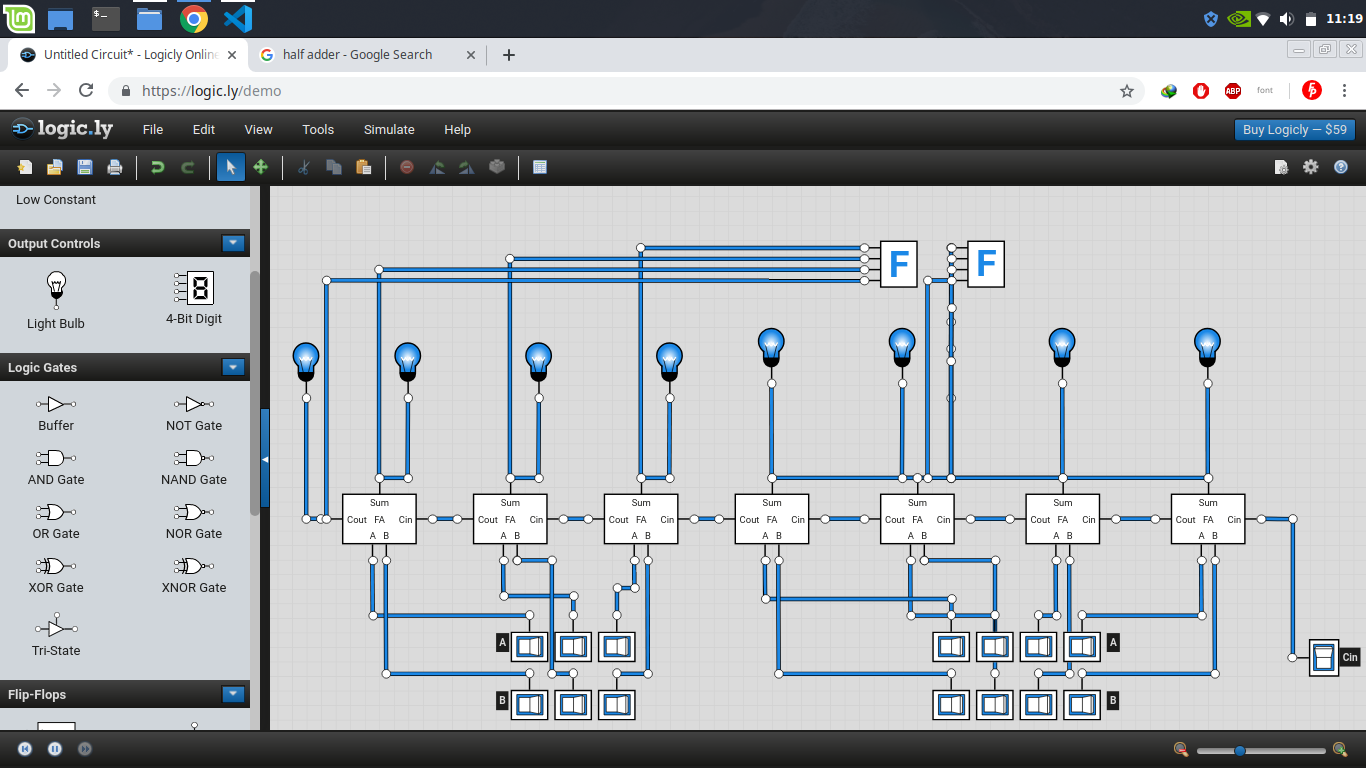 11:19
Untitled Circuit* - Logicly Online
half adder - Google Search
https://logic.ly/demo
ABP
font
logic.ly
File Edit View Tools Simulate Help
Buy Logicly — $59
Low Constant
Output Controls
Light Bulb
4-Bit Digit
Logic Gates
Buffer
NOT Gate
AND Gate
NAND Gate
OR Gate
NOR Gate
XOR Gate
XNOR Gate
Tri-State
Flip-Flops
F F
Sum Sum Sum Sum Sum Sum Sum
Cout FA Cin Cout FA Cin Cout FA Cin Cout FA Cin Cout FA Cin Cout FA Cin Cout FA Cin
A B A B A B A B A B A B A B
A A
Cin
B B